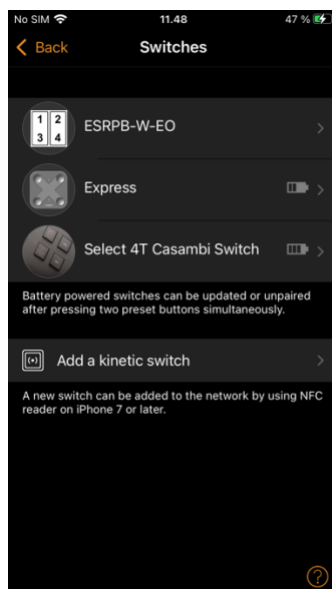 No SIM 11.48 47 %
Back Switches
1 2
3 4
ESRPB-W-EO
Express
Select 4T Casambi Switch
Battery powered switches can be updated or unpaired
after pressing two preset buttons simultaneously.
Add a kinetic switch
A new switch can be added to the network by using NFC
reader on iPhone 7 or later.
?